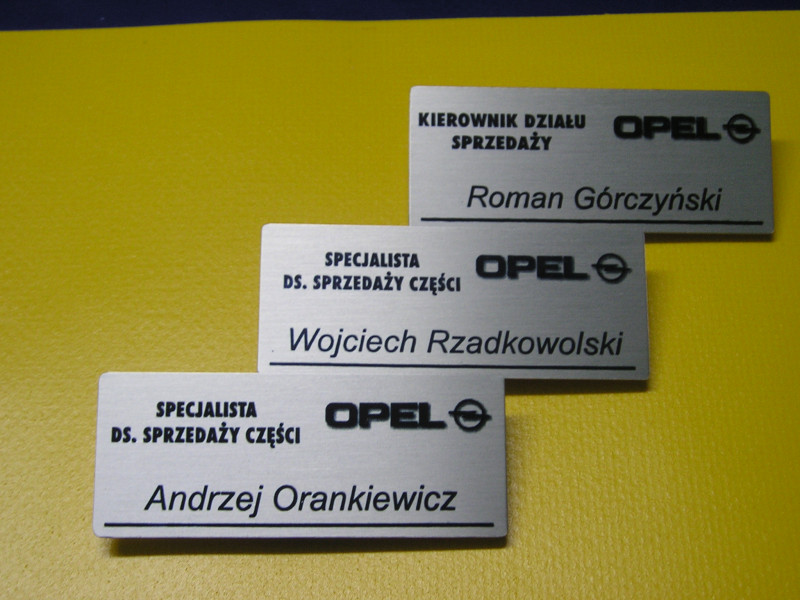 KIEROWNIK DZIAŁU
SPRZEDAŻY
OPEL
Roman Górczyński
SPECJALISTA
DS. SPRZEDAŻY CZĘŚCI
OPEL
Wojciech Rzadkowolski
SPECJALISTA
DS. SPRZEDAŻY CZĘŚCI
OPEL
Andrzej Orankiewicz